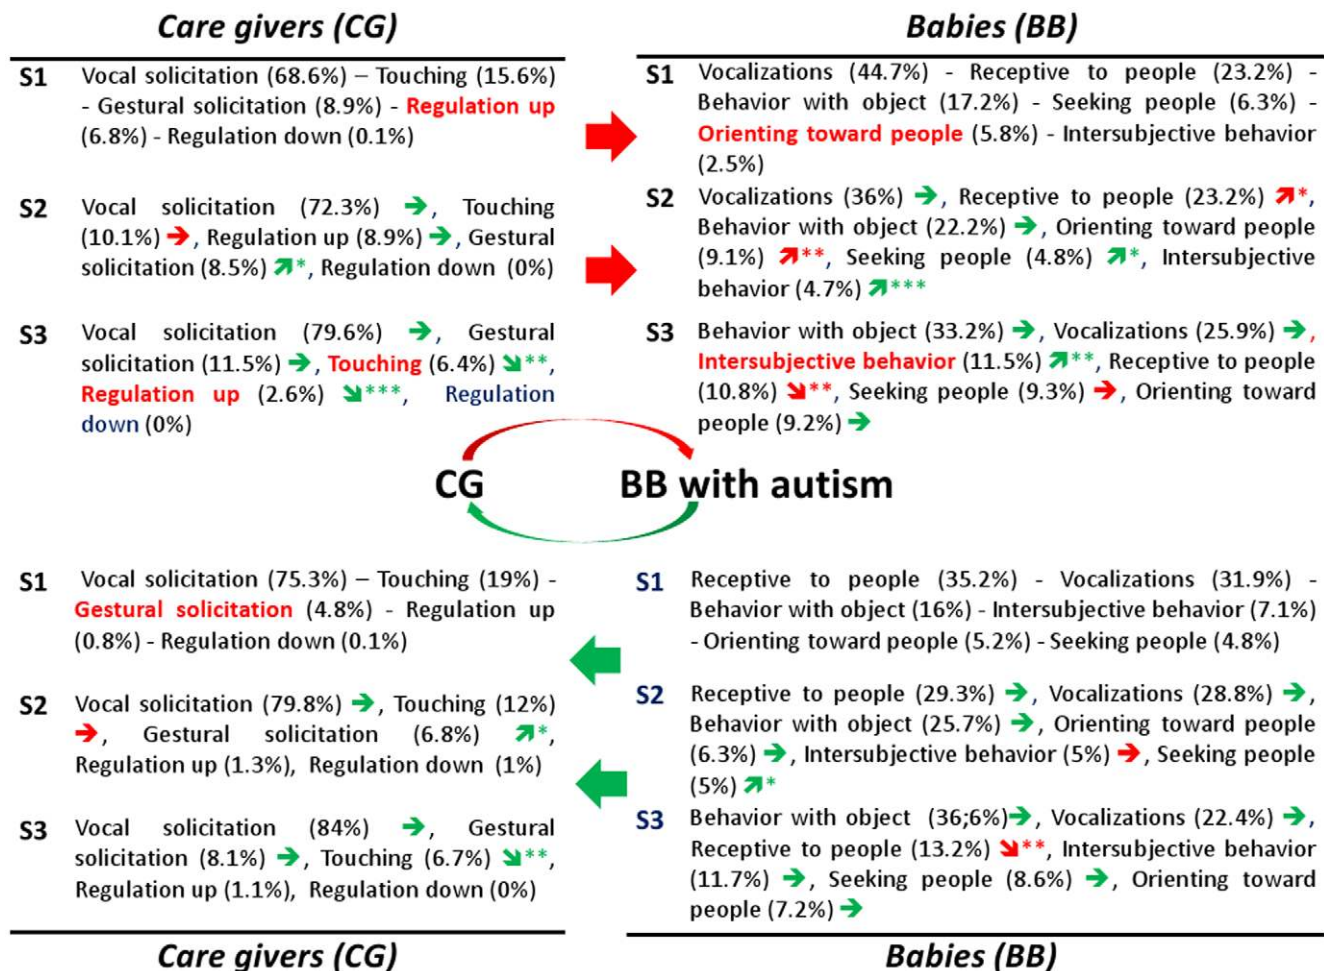 Care givers (CG)
S1 Vocal solicitation (68.6%) – Touching (15.6%)
- Gestural solicitation (8.9%) - Regulation up
(6.8%) - Regulation down (0.1%)
S2 Vocal solicitation (72.3%) ➔, Touching
(10.1%) ➔, Regulation up (8.9%) ➔, Gestural
solicitation (8.5%) ↗*, Regulation down (0%)
S3 Vocal solicitation (79.6%) ➔, Gestural
solicitation (11.5%) ➔, Touching (6.4%) ↘**,
Regulation up (2.6%) ↘***, Regulation
down (0%)
Babies (BB)
S1 Vocalizations (44.7%) - Receptive to people (23.2%) -
Behavior with object (17.2%) - Seeking people (6.3%) -
Orienting toward people (5.8%) - Intersubjective behavior
(2.5%)
S2 Vocalizations (36%) ➔, Receptive to people (23.2%) ↗*,
Behavior with object (22.2%) ➔, Orienting toward people
(9.1%) ↗**, Seeking people (4.8%) ↗*, Intersubjective
behavior (4.7%) ↗***
S3 Behavior with object (33.2%) ➔, Vocalizations (25.9%) ➔,
Intersubjective behavior (11.5%) ↗**, Receptive to people
(10.8%) ↘**, Seeking people (9.3%) ➔, Orienting toward
people (9.2%) ➔
CG BB with autism
S1 Vocal solicitation (75.3%) – Touching (19%) -
Gestural solicitation (4.8%) - Regulation up
(0.8%) - Regulation down (0.1%)
S2 Vocal solicitation (79.8%) ➔, Touching (12%)
➔, Gestural solicitation (6.8%) ↗*,
Regulation up (1.3%), Regulation down (1%)
S3 Vocal solicitation (84%) ➔, Gestural
solicitation (8.1%) ➔, Touching (6.7%) ↘**,
Regulation up (1.1%), Regulation down (0%)
Care givers (CG)
S1 Receptive to people (35.2%) - Vocalizations (31.9%) -
Behavior with object (16%) - Intersubjective behavior (7.1%)
- Orienting toward people (5.2%) - Seeking people (4.8%)
S2 Receptive to people (29.3%) ➔, Vocalizations (28.8%) ➔,
Behavior with object (25.7%) ➔, Orienting toward people
(6.3%) ➔, Intersubjective behavior (5%) ➔, Seeking people
(5%) ↗*
S3 Behavior with object (36;6%)➔, Vocalizations (22.4%) ➔,
Receptive to people (13.2%) ↘**, Intersubjective behavior
(11.7%) ➔, Seeking people (8.6%) ➔, Orienting toward
people (7.2%) ➔
Babies (BB)